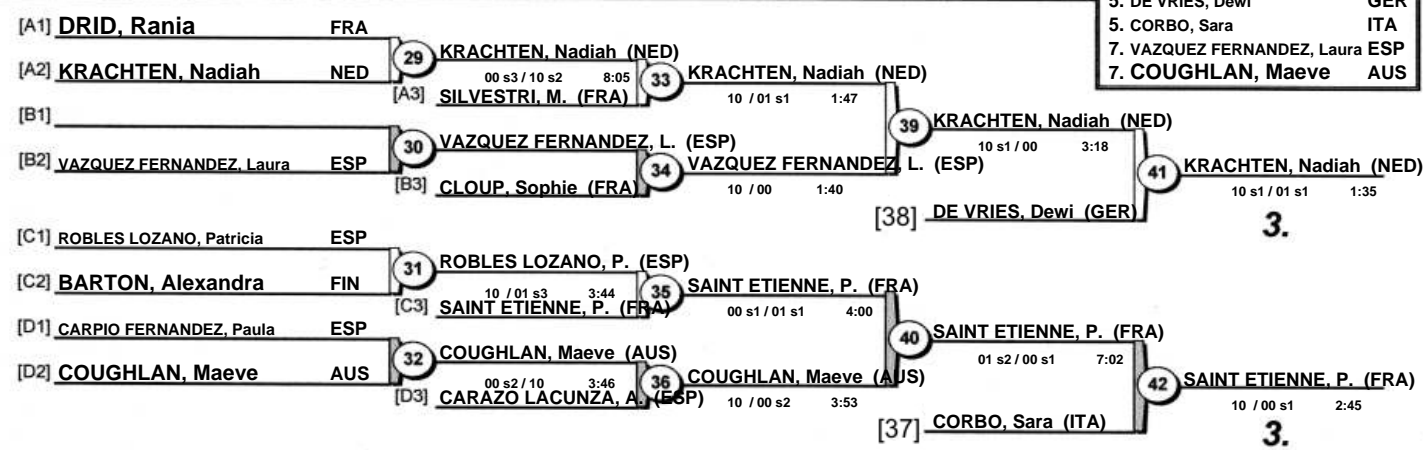 5. DE VRIES, Dewi GER
5. CORBO, Sara ITA
7. VAZQUEZ FERNANDEZ, Laura ESP
7. COUGHLAN, Maeve AUS
[A1] DRID, Rania FRA
29 KRACHTEN, Nadiah (NED)
[A2] KRACHTEN, Nadiah NED
00 s3 / 10 s2 8:05
33 KRACHTEN, Nadiah (NED)
[A3] SILVESTRI, M. (FRA)
10 / 01 s1 1:47
[B1]
39 KRACHTEN, Nadiah (NED)
30 VAZQUEZ FERNANDEZ, L. (ESP)
10 s1 / 00 3:18
[B2] VAZQUEZ FERNANDEZ, Laura ESP
34 VAZQUEZ FERNANDEZ, L. (ESP)
41 KRACHTEN, Nadiah (NED)
[B3] CLOUP, Sophie (FRA)
10 / 00 1:40
10 s1 / 01 s1 1:35
[38] DE VRIES, Dewi (GER)
3.
[C1] ROBLES LOZANO, Patricia ESP
31 ROBLES LOZANO, P. (ESP)
[C2] BARTON, Alexandra FIN
10 / 01 s3 3:44
35 SAINT ETIENNE, P. (FRA)
[C3] SAINT ETIENNE, P. (FRA)
00 s1 / 01 s1 4:00
[D1] CARPIO FERNANDEZ, Paula ESP
40 SAINT ETIENNE, P. (FRA)
32 COUGHLAN, Maeve (AUS)
01 s2 / 00 s1 7:02
[D2] COUGHLAN, Maeve AUS
00 s2 / 10 3:46
36 COUGHLAN, Maeve (AUS)
42 SAINT ETIENNE, P. (FRA)
[D3] CARAZO LACUNZA, A. (ESP)
10 / 00 s2 3:53
10 / 00 s1 2:45
[37] CORBO, Sara (ITA)
3.